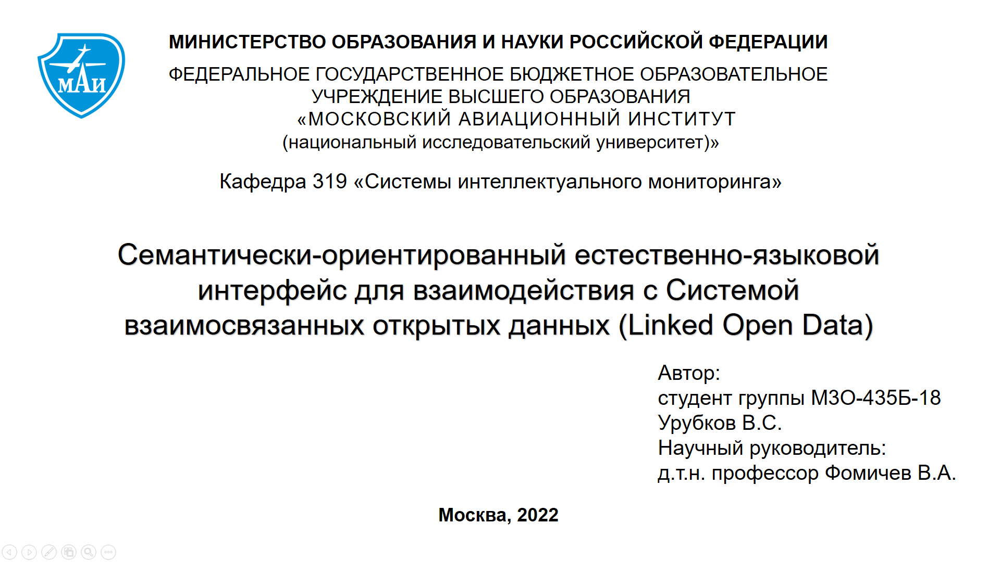 МАИ
МИНИСТЕРСТВО ОБРАЗОВАНИЯ И НАУКИ РОССИЙСКОЙ ФЕДЕРАЦИИ
ФЕДЕРАЛЬНОЕ ГОСУДАРСТВЕННОЕ БЮДЖЕТНОЕ ОБРАЗОВАТЕЛЬНОЕ
УЧРЕЖДЕНИЕ ВЫСШЕГО ОБРАЗОВАНИЯ
«МОСКОВСКИЙ АВИАЦИОННЫЙ ИНСТИТУТ
(национальный исследовательский университет)»
Кафедра 319 «Системы интеллектуального мониторинга»
Семантически-ориентированный естественно-языковой
интерфейс для взаимодействия с Системой
взаимосвязанных открытых данных (Linked Open Data)
Автор:
студент группы М3О-435Б-18
Урубков В.С.
Научный руководитель:
д.т.н. профессор Фомичев В.А.
Москва, 2022